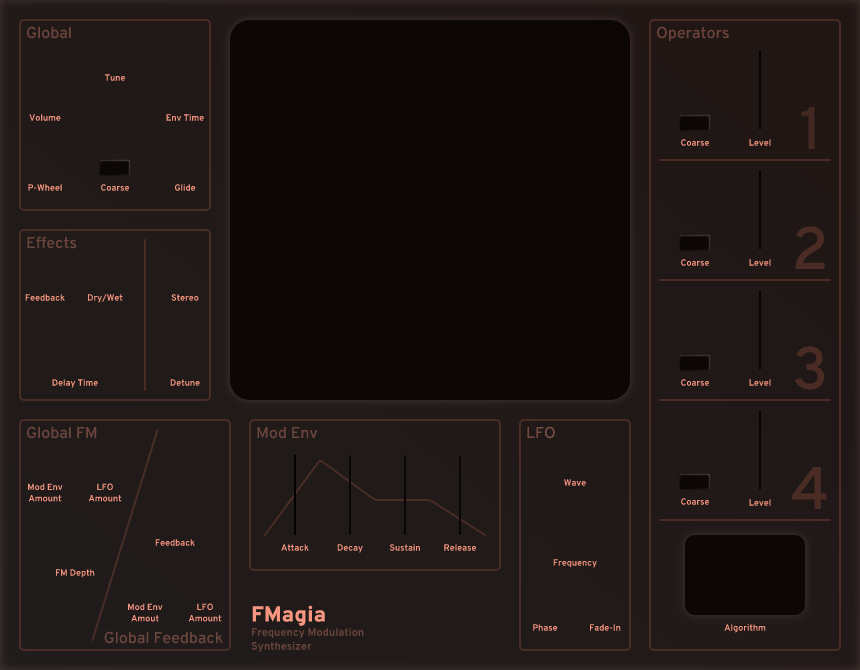 Global
Tune
Volume
Env Time
P-Wheel
Coarse
Glide
Effects
Feedback
Dry/Wet
Stereo
Delay Time
Detune
Global FM
Mod Env
Amount
LFO
Amount
Feedback
FM Depth
Mod Env
Amout
LFO
Amount
Global Feedback
Mod Env
Attack
Decay
Sustain
Release
FMagia
Frequency Modulation
Synthesizer
LFO
Wave
Frequency
Phase
Fade-In
Operators
1
Coarse
Level
2
Coarse
Level
3
Coarse
Level
4
Coarse
Level
Algorithm